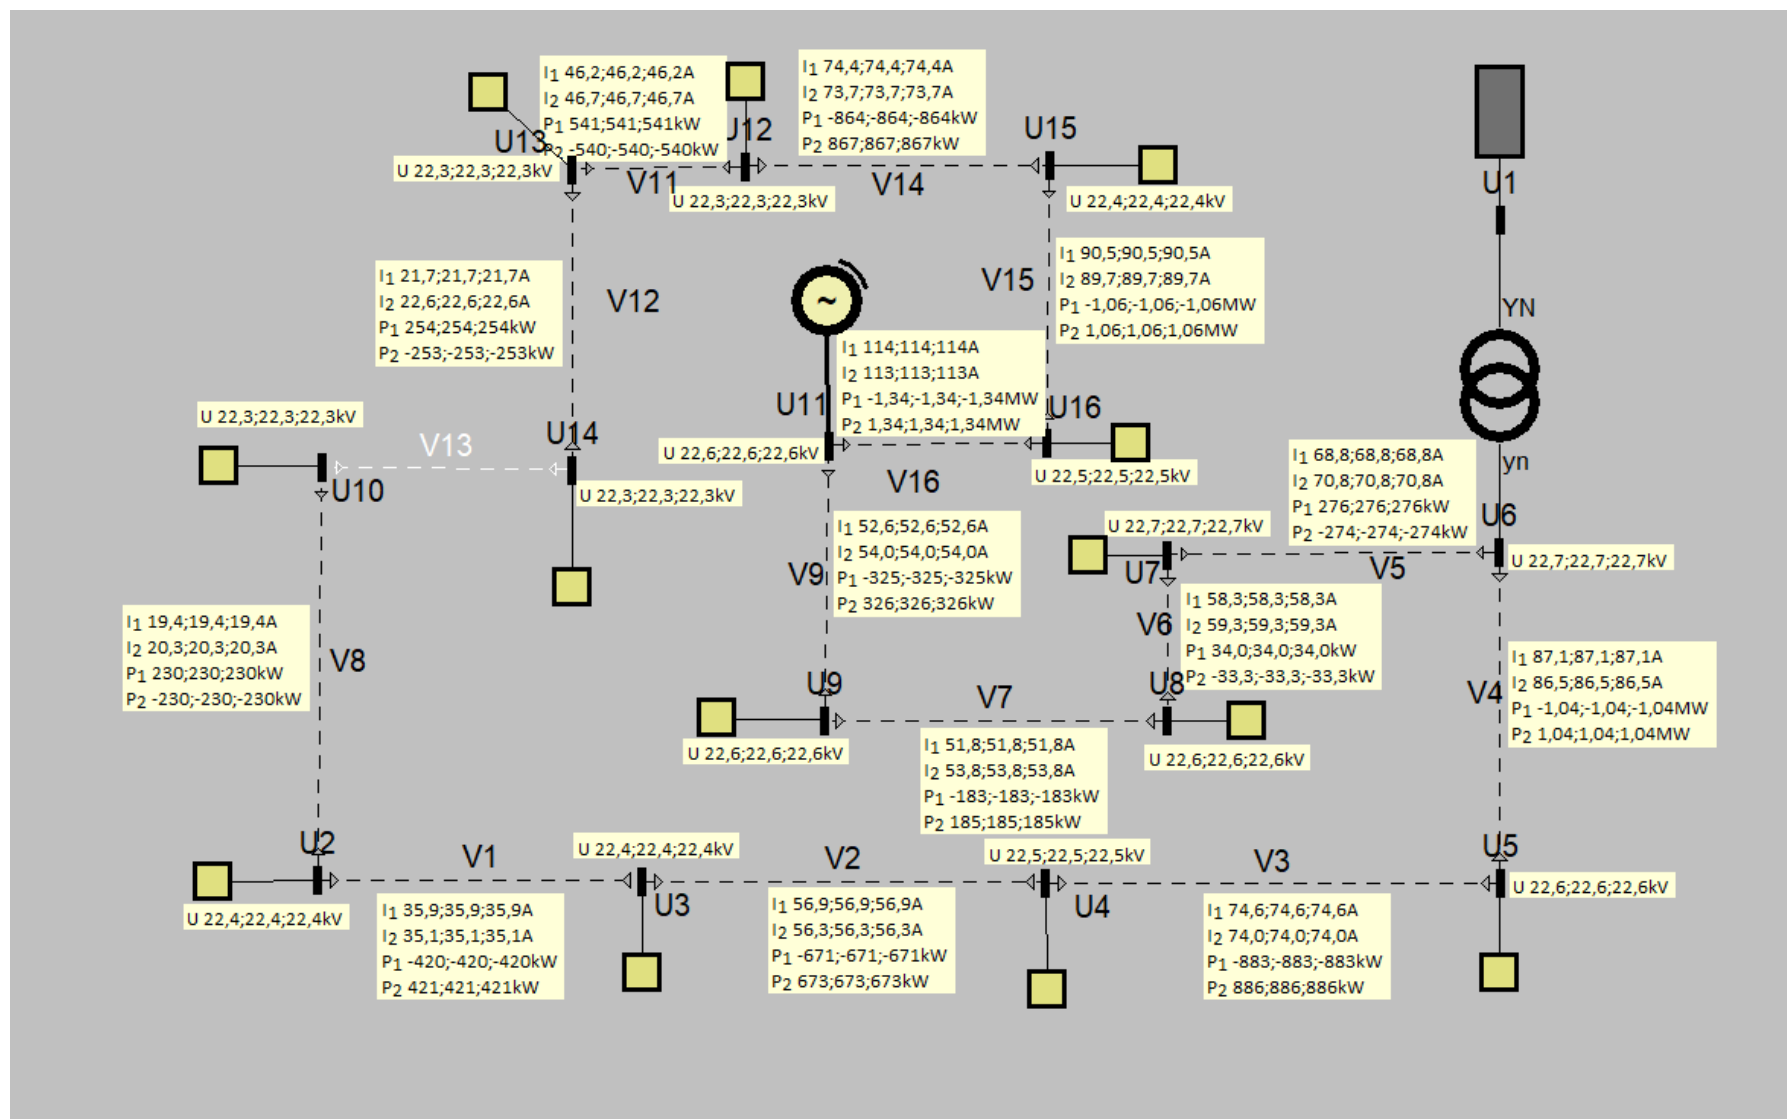 I1 46,2;46,2;46,2A
I2 46,7;46,7;46,7A
P1 541;541;541kW
P2 -540;-540;-540kW
I1 74,4;74,4;74,4A
I2 73,7;73,7;73,7A
P1 -864;-864;-864kW
P2 867;867;867kW
U13
U12
U15
U1
U 22,3;22,3;22,3kV
V11
U 22,3;22,3;22,3kV
V14
U 22,4;22,4;22,4kV
I1 21,7;21,7;21,7A
I2 22,6;22,6;22,6A
P1 254;254;254kW
P2 -253;-253;-253kW
V12
~
V15
I1 90,5;90,5;90,5A
I2 89,7;89,7;89,7A
P1 -1,06;-1,06;-1,06MW
P2 1,06;1,06;1,06MW
YN
I1 114;114;114A
I2 113;113;113A
P1 -1,34;-1,34;-1,34MW
P2 1,34;1,34;1,34MW
U11
U16
U 22,3;22,3;22,3kV
V13
U14
U 22,6;22,6;22,6kV
yn
U10
U 22,3;22,3;22,3kV
V16
U 22,5;22,5;22,5kV
I1 68,8;68,8;68,8A
I2 70,8;70,8;70,8A
P1 276;276;276kW
P2 -274;-274;-274kW
U6
U 22,7;22,7;22,7kV
U7
V5
U 22,7;22,7;22,7kV
V9
I1 52,6;52,6;52,6A
I2 54,0;54,0;54,0A
P1 -325;-325;-325kW
P2 326;326;326kW
V6
I1 58,3;58,3;58,3A
I2 59,3;59,3;59,3A
P1 34,0;34,0;34,0kW
P2 -33,3;-33,3;-33,3kW
I1 19,4;19,4;19,4A
I2 20,3;20,3;20,3A
P1 230;230;230kW
P2 -230;-230;-230kW
V8
U9
V7
U8
V4
I1 87,1;87,1;87,1A
I2 86,5;86,5;86,5A
P1 -1,04;-1,04;-1,04MW
P2 1,04;1,04;1,04MW
U 22,6;22,6;22,6kV
I1 51,8;51,8;51,8A
I2 53,8;53,8;53,8A
P1 -183;-183;-183kW
P2 185;185;185kW
U 22,6;22,6;22,6kV
U2
V1
U 22,4;22,4;22,4kV
V2
U 22,5;22,5;22,5kV
V3
U5
U 22,6;22,6;22,6kV
U3
U4
U 22,4;22,4;22,4kV
I1 35,9;35,9;35,9A
I2 35,1;35,1;35,1A
P1 -420;-420;-420kW
P2 421;421;421kW
I1 56,9;56,9;56,9A
I2 56,3;56,3;56,3A
P1 -671;-671;-671kW
P2 673;673;673kW
I1 74,6;74,6;74,6A
I2 74,0;74,0;74,0A
P1 -883;-883;-883kW
P2 886;886;886kW